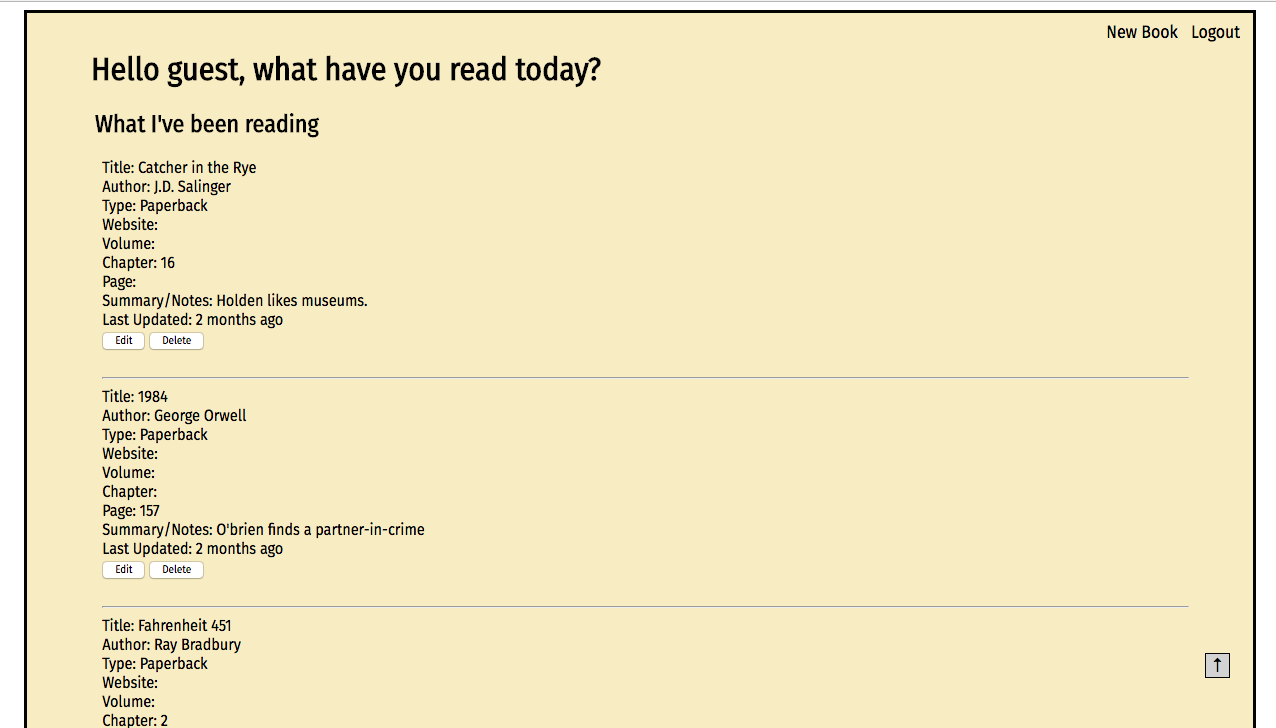 New Book Logout
Hello guest, what have you read today?
What I've been reading
Title: Catcher in the Rye
Author: J.D. Salinger
Type: Paperback
Website:
Volume:
Chapter: 16
Page:
Summary/Notes: Holden likes museums.
Last Updated: 2 months ago
Edit Delete
Title: 1984
Author: George Orwell
Type: Paperback
Website:
Volume:
Chapter:
Page: 157
Summary/Notes: O'brien finds a partner-in-crime
Last Updated: 2 months ago
Edit Delete
Title: Fahrenheit 451
Author: Ray Bradbury
Type: Paperback
Website:
Volume:
Chapter: 2
↑